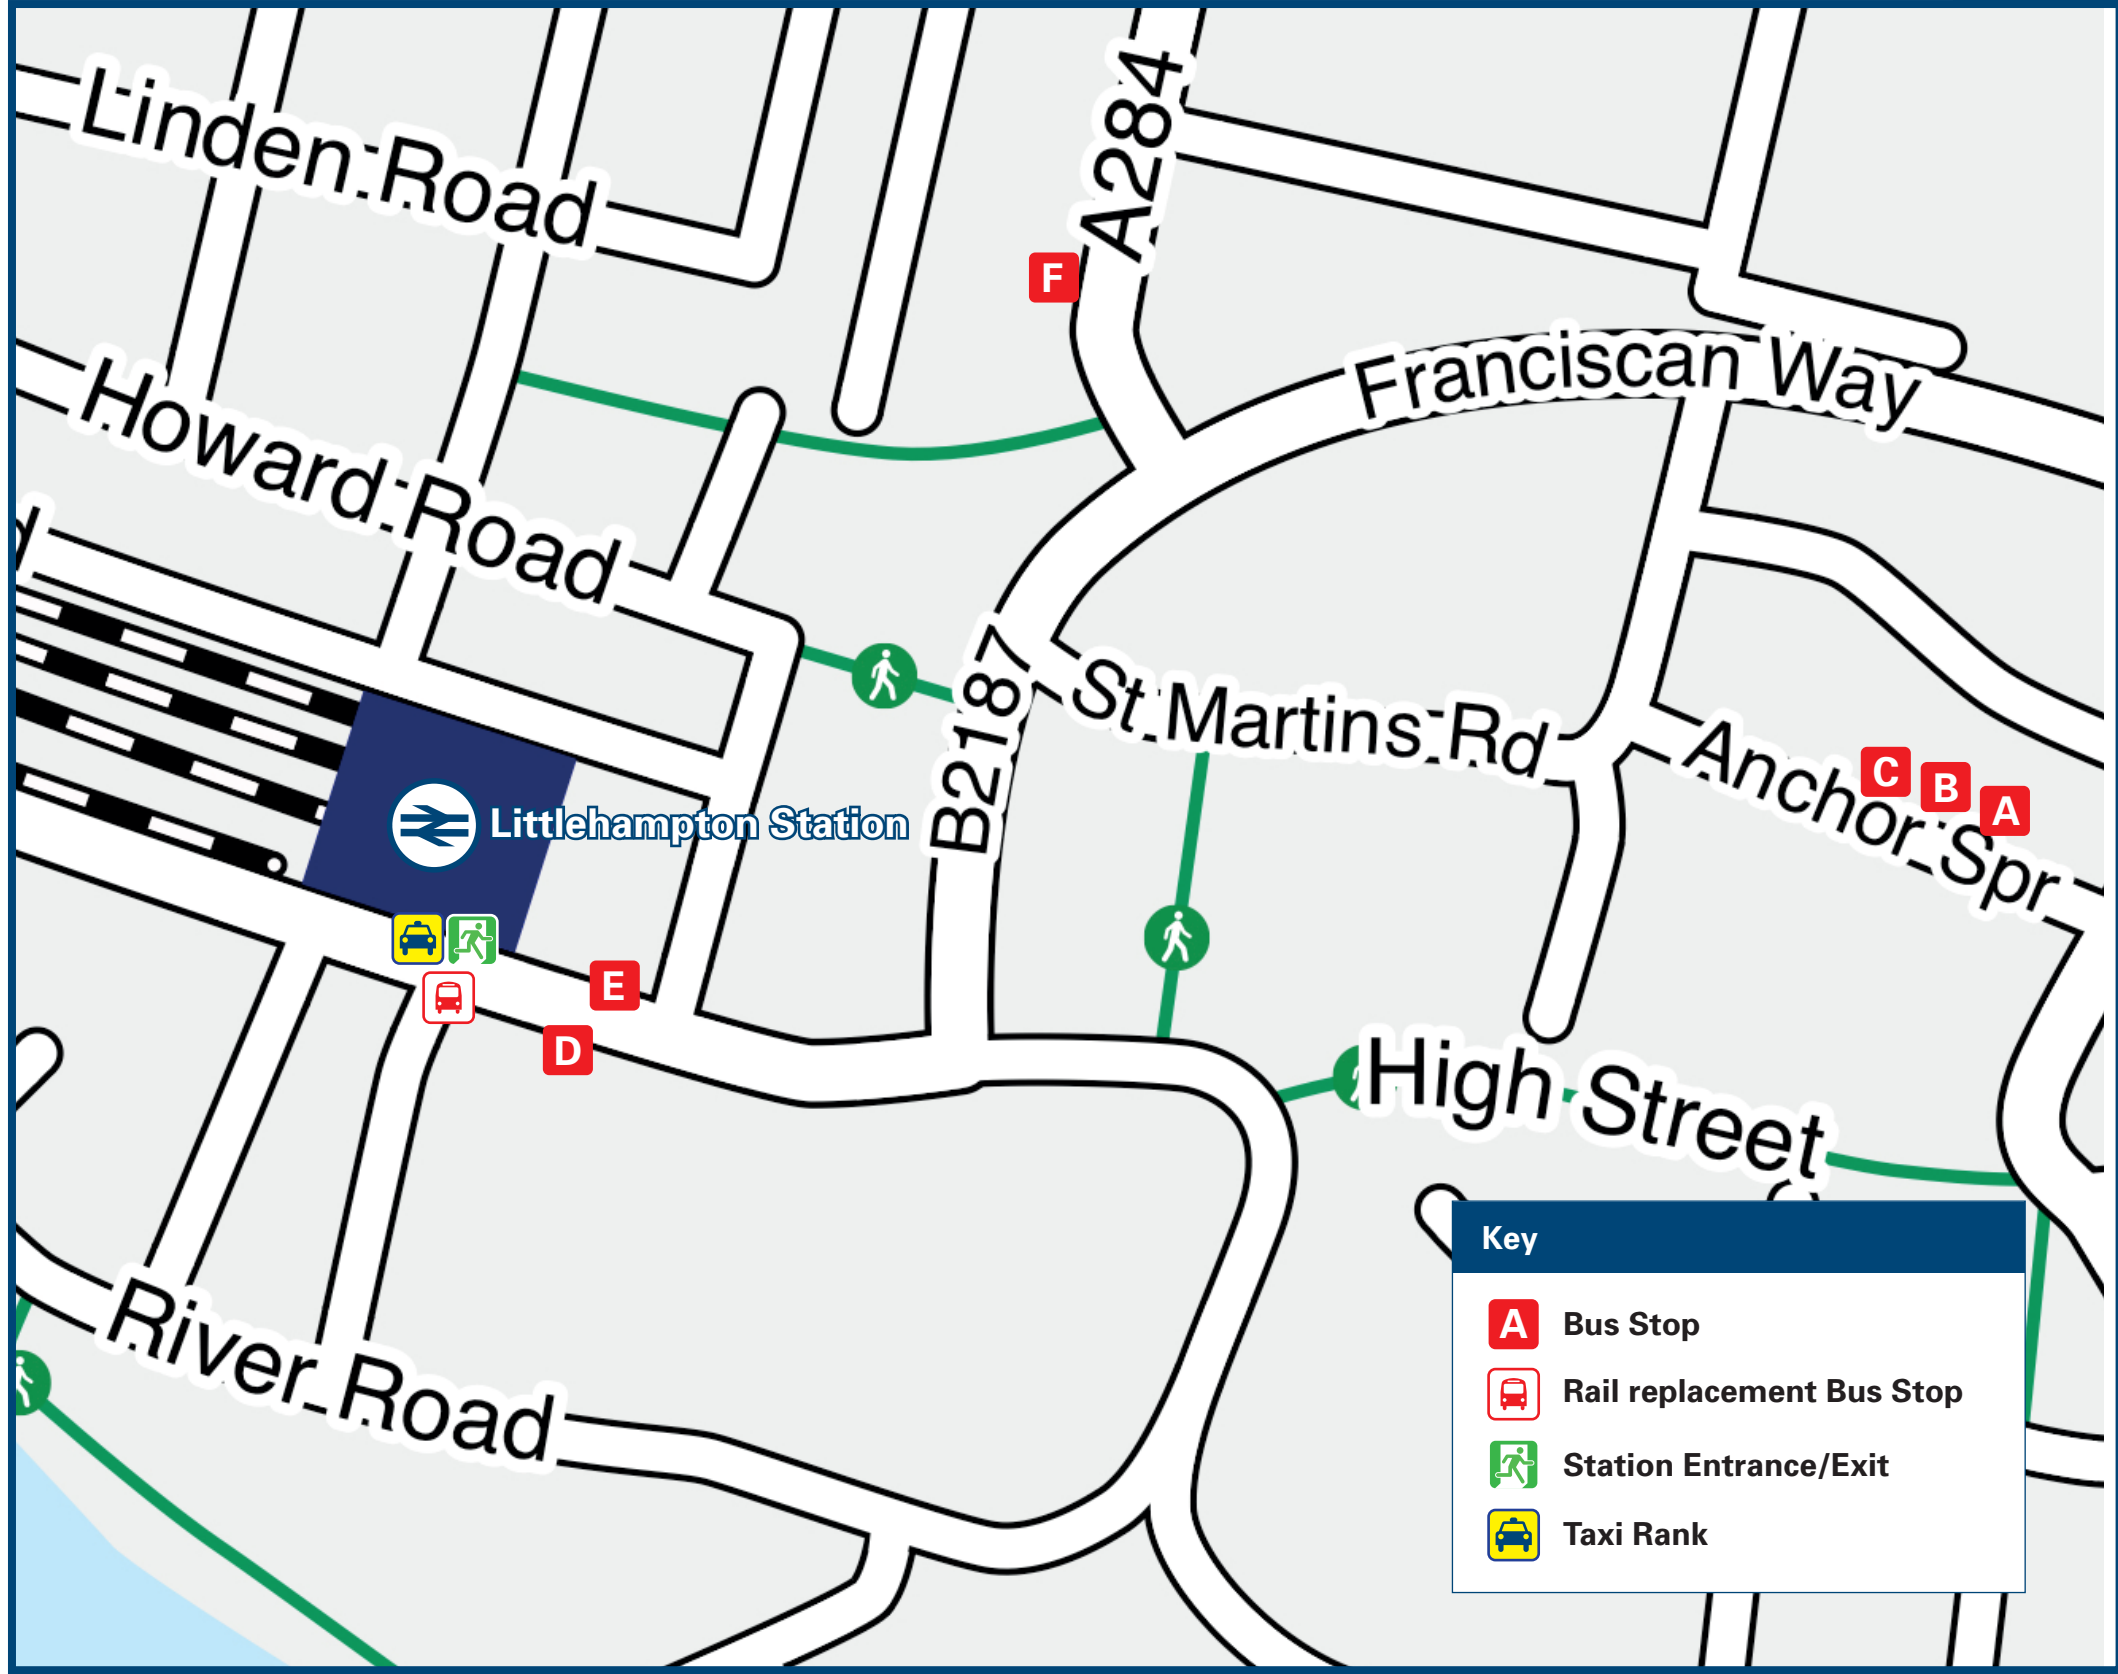 A284
Linden Road
F
Franciscan Way
Howard Road
d
St Martins Rd
B2187
Anchor Spr
C
B
A
Littlehampton Station
E
D
High Street
River Road
Key
A Bus Stop
Rail replacement Bus Stop
Station Entrance/Exit
Taxi Rank